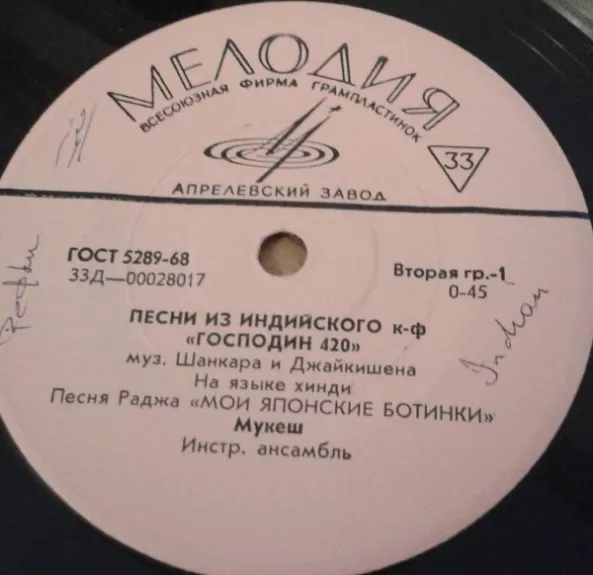 МЕЛОДИЯ
ВСЕСОЮЗНАЯ ФИРМА ГРАМПЛАСТИНОК
33
АПРЕЛЕВСКИЙ ЗАВОД
ГОСТ 5289-68
33Д—00028017
Вторая гр.-1
0-45
Indian
ПЕСНИ ИЗ ИНДИЙСКОГО к-ф
«ГОСПОДИН 420»
муз. Шанкара и Джайкишена
На языке хинди
Песня Раджа «МОИ ЯПОНСКИЕ БОТИНКИ»
Мукеш
Инстр. ансамбль